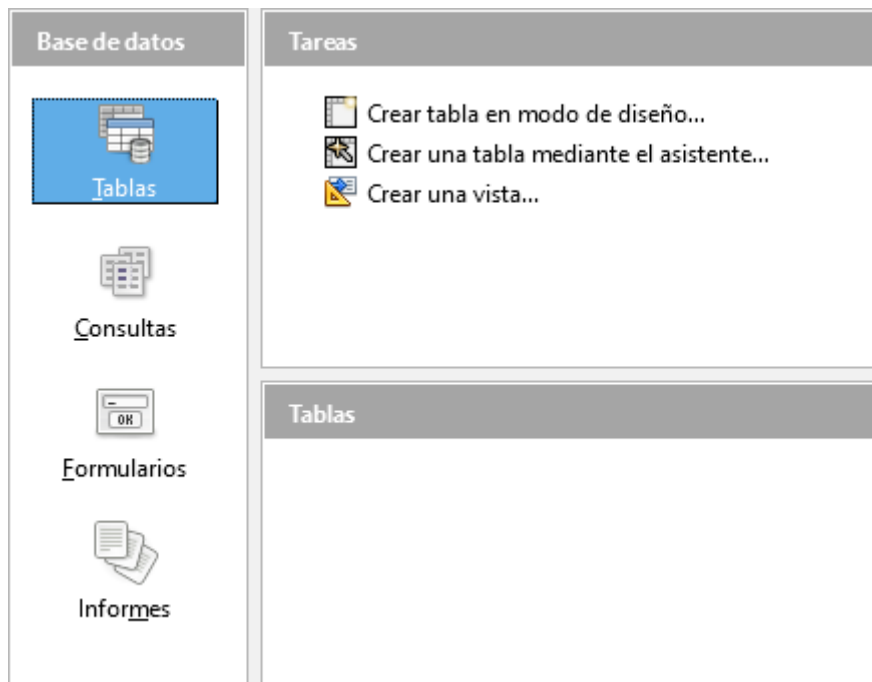 Base de datos
Tablas
Consultas
OK
Formularios
Informes
Tareas
Crear tabla en modo de diseño...
Crear una tabla mediante el asistente...
Crear una vista...
Tablas